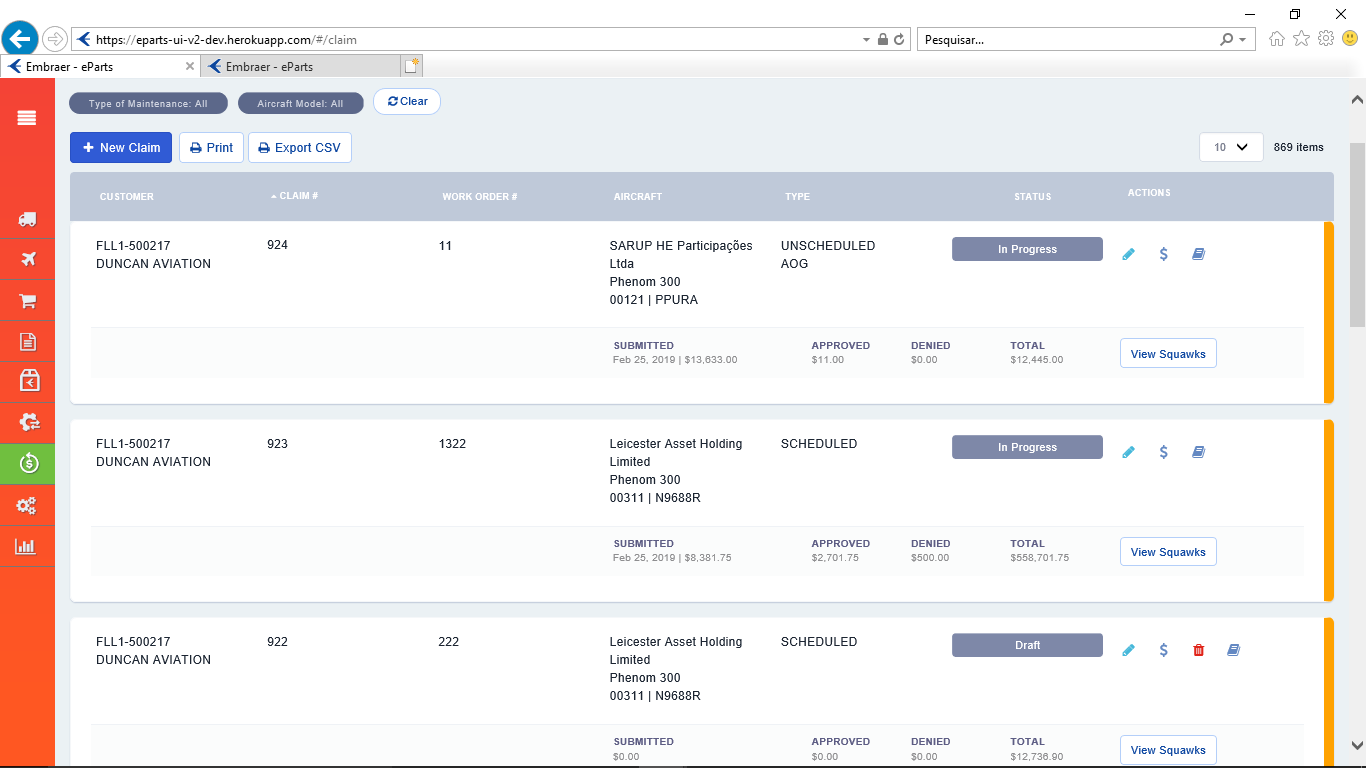 https://eparts-ui-v2-dev.herokuapp.com/#/claim
Pesquisar...
Embraer - eParts
Embraer - eParts
Type of Maintenance: All
Aircraft Model: All
Clear
New Claim
Print
Export CSV
10
869 items
CUSTOMER CLAIM # WORK ORDER # AIRCRAFT TYPE STATUS ACTIONS
FLL1-500217 924 11 SARUP HE Participações UNSCHEDULED In Progress
DUNCAN AVIATION Ltda AOG
Phenom 300
00121 | PPURA
SUBMITTED APPROVED DENIED TOTAL
Feb 25, 2019 | $13,633.00 $11.00 $0.00 $12,445.00
View Squawks
FLL1-500217 923 1322 Leicester Asset Holding SCHEDULED In Progress
DUNCAN AVIATION Limited
Phenom 300
00311 | N9688R
SUBMITTED APPROVED DENIED TOTAL
Feb 25, 2019 | $8,381.75 $2,701.75 $500.00 $558,701.75
View Squawks
FLL1-500217 922 222 Leicester Asset Holding SCHEDULED Draft
DUNCAN AVIATION Limited
Phenom 300
00311 | N9688R
SUBMITTED APPROVED DENIED TOTAL
$0.00 $0.00 $0.00 $12,736.90
View Squawks